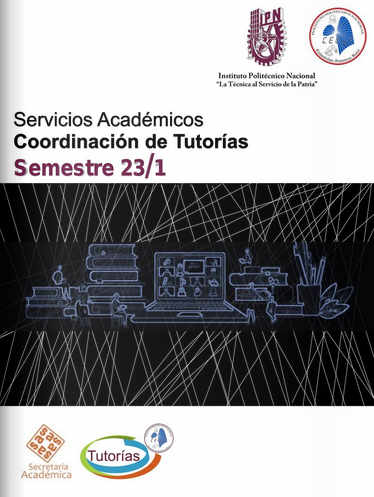 IPN
Instituto Politécnico Nacional
"La Técnica al Servicio de la Patria"
Servicios Académicos
Coordinación de Tutorías
Semestre 23/1
Secretaría
Académica
Tutorías